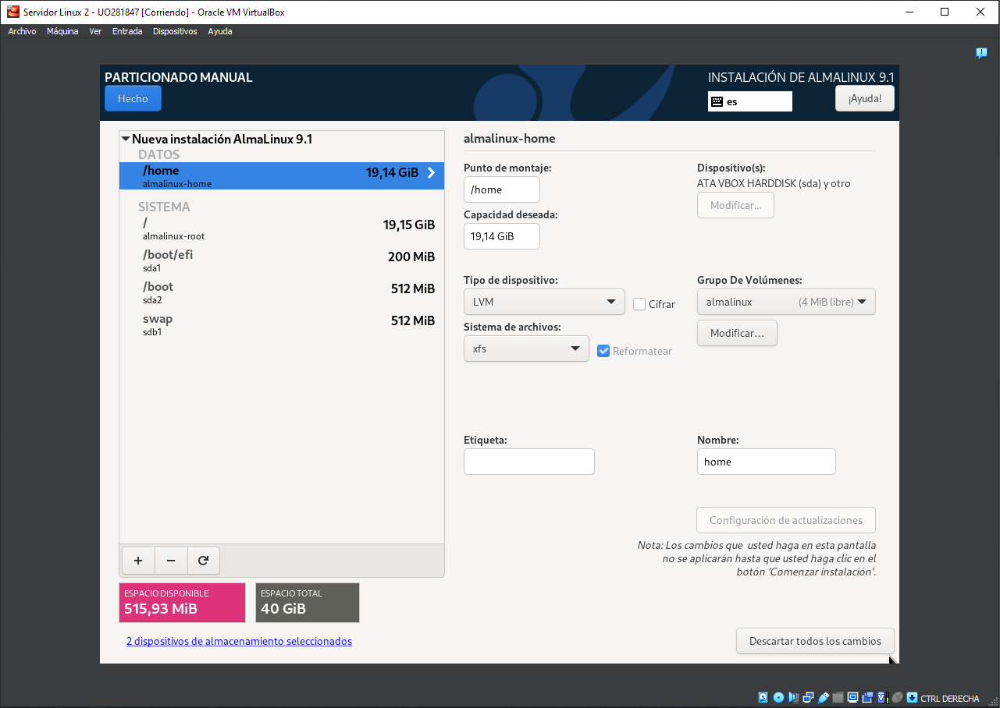 Servidor Linux 2 - UO281847 [Corriendo] - Oracle VM VirtualBox
Archivo Máquina Ver Entrada Dispositivos Ayuda
PARTICIONADO MANUAL
INSTALACIÓN DE ALMALINUX 9.1
Hecho
es
¡Ayuda!
Nueva instalación AlmaLinux 9.1
DATOS
/home
19,14 GiB
almalinux-home
SISTEMA
/
19,15 GiB
almalinux-root
/boot/efi
200 MiB
sda1
/boot
512 MiB
sda2
swap
512 MiB
sdb1
ESPACIO DISPONIBLE
515,93 MiB
ESPACIO TOTAL
40 GiB
2 dispositivos de almacenamiento seleccionados
almalinux-home
Punto de montaje:
/home
Dispositivo(s):
ATA VBOX HARDDISK (sda) y otro
Modificar...
Capacidad deseada:
19,14 GiB
Tipo de dispositivo:
LVM
Cifrar
Grupo De Volúmenes:
almalinux (4 MiB libre)
Modificar...
Sistema de archivos:
xfs
Reformatear
Etiqueta:
Nombre:
home
Configuración de actualizaciones
Nota: Los cambios que usted haga en esta pantalla
no se aplicarán hasta que usted haga clic en el
botón 'Comenzar instalación'.
Descartar todos los cambios
CTRL DERECHA